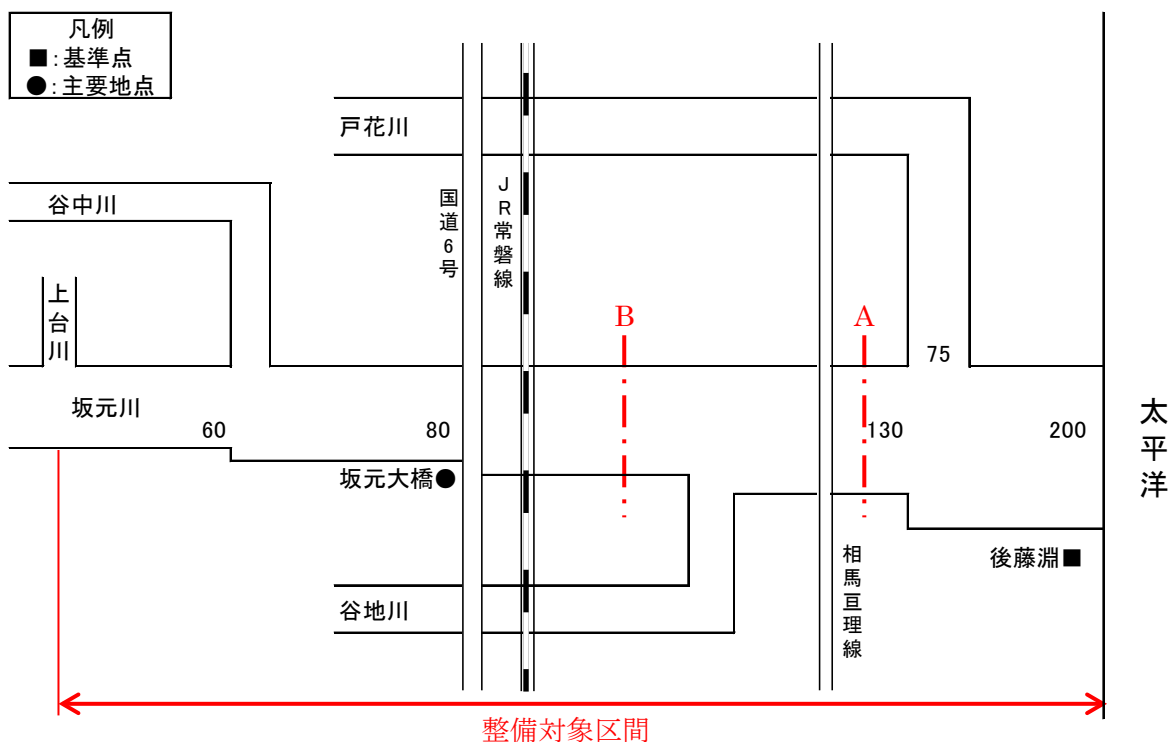 凡例
■:基準点
●:主要地点
戸花川
谷中川
国道6号
JR常磐線
上台川
B
A
75
坂元川
60
80
130
200
太平洋
坂元大橋●
後藤淵■
相馬亘理線
谷地川
整備対象区間